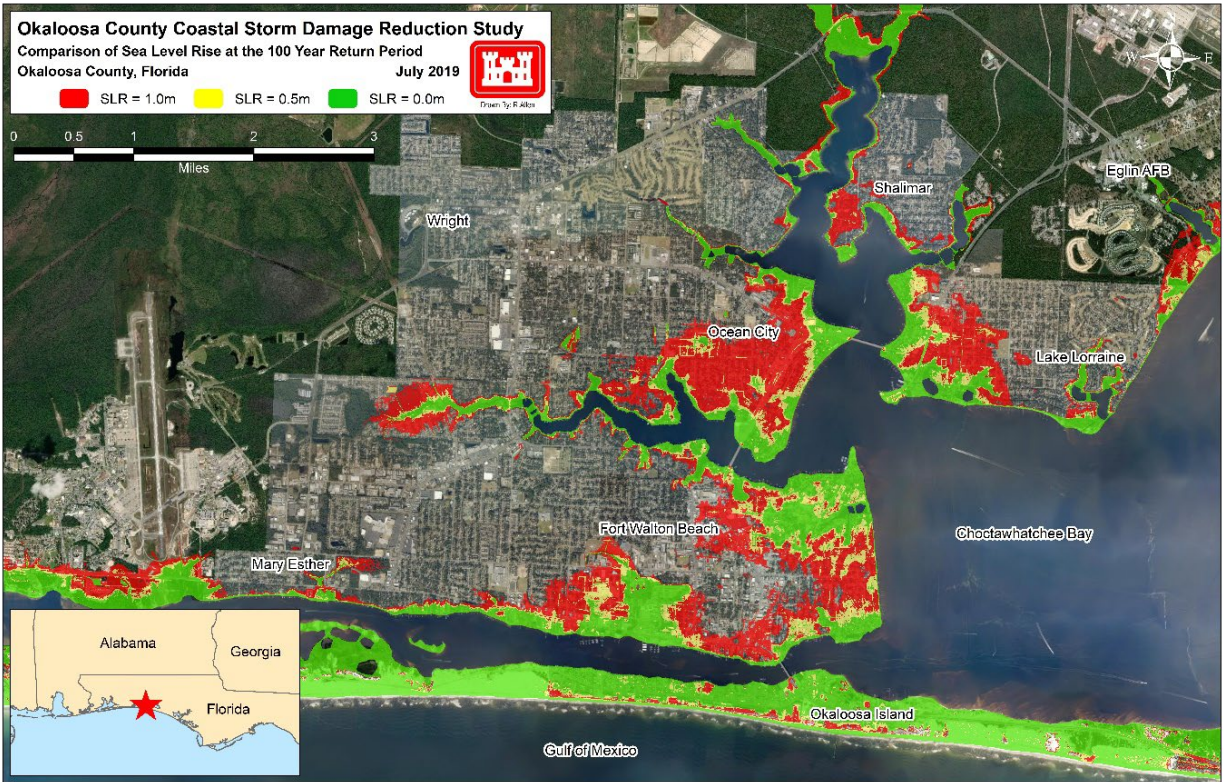 Okaloosa County Coastal Storm Damage Reduction Study
Comparison of Sea Level Rise at the 100 Year Return Period
Okaloosa County, Florida July 2019
SLR = 1.0m SLR = 0.5m SLR = 0.0m
Drawn By: R Allen
0 0.5 1 2 3
Miles
W E
Eglin AFB
Shalimar
Wright
Ocean City
Lake Lorraine
Fort Walton Beach
Choctawhatchee Bay
Mary Esther
Alabama
Georgia
Florida
Okaloosa Island
Gulf of Mexico